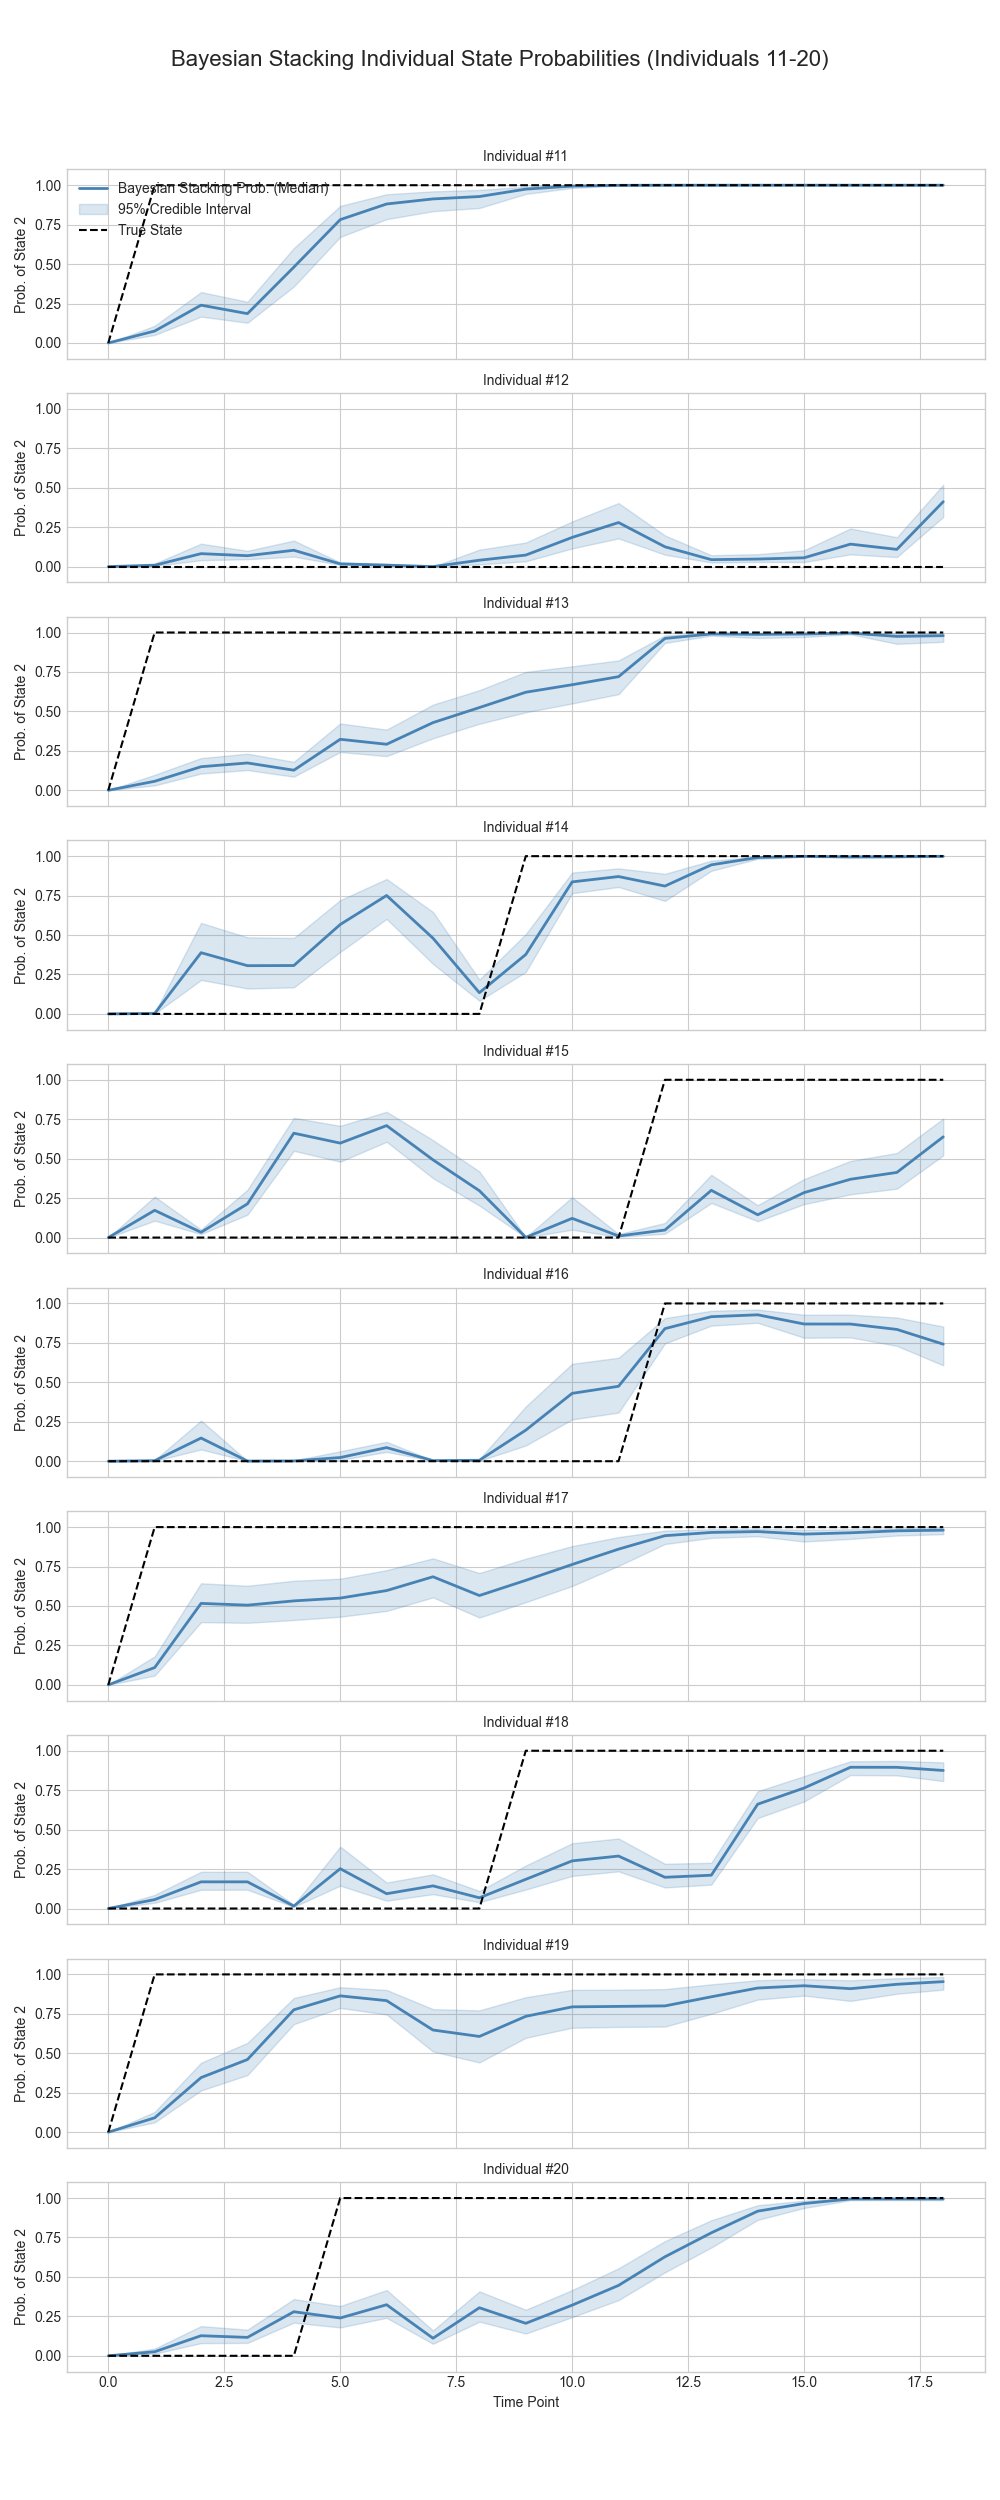 Bayesian Stacking Individual State Probabilities (Individuals 11-20)
Individual #11
Bayesian Stacking Prob. (Median)
95% Credible Interval
True State
1.00
0.75
0.50
0.25
0.00
Prob. of State 2
Individual #12
1.00
0.75
0.50
0.25
0.00
Prob. of State 2
Individual #13
1.00
0.75
0.50
0.25
0.00
Prob. of State 2
Individual #14
1.00
0.75
0.50
0.25
0.00
Prob. of State 2
Individual #15
1.00
0.75
0.50
0.25
0.00
Prob. of State 2
Individual #16
1.00
0.75
0.50
0.25
0.00
Prob. of State 2
Individual #17
1.00
0.75
0.50
0.25
0.00
Prob. of State 2
Individual #18
1.00
0.75
0.50
0.25
0.00
Prob. of State 2
Individual #19
1.00
0.75
0.50
0.25
0.00
Prob. of State 2
Individual #20
1.00
0.75
0.50
0.25
0.00
Prob. of State 2
0.0 2.5 5.0 7.5 10.0 12.5 15.0 17.5
Time Point